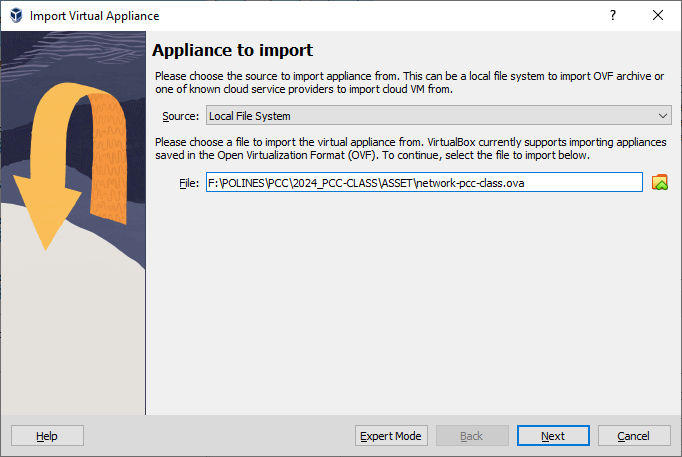 Import Virtual Appliance
?
Appliance to import
Please choose the source to import appliance from. This can be a local file system to import OVF archive or
one of known cloud service providers to import cloud VM from.
Source: Local File System
Please choose a file to import the virtual appliance from. VirtualBox currently supports importing appliances
saved in the Open Virtualization Format (OVF). To continue, select the file to import below.
File: F:\POLINES\PCC\2024_PCC-CLASS\ASSET\network-pcc-class.ova
Help Expert Mode Back Next Cancel